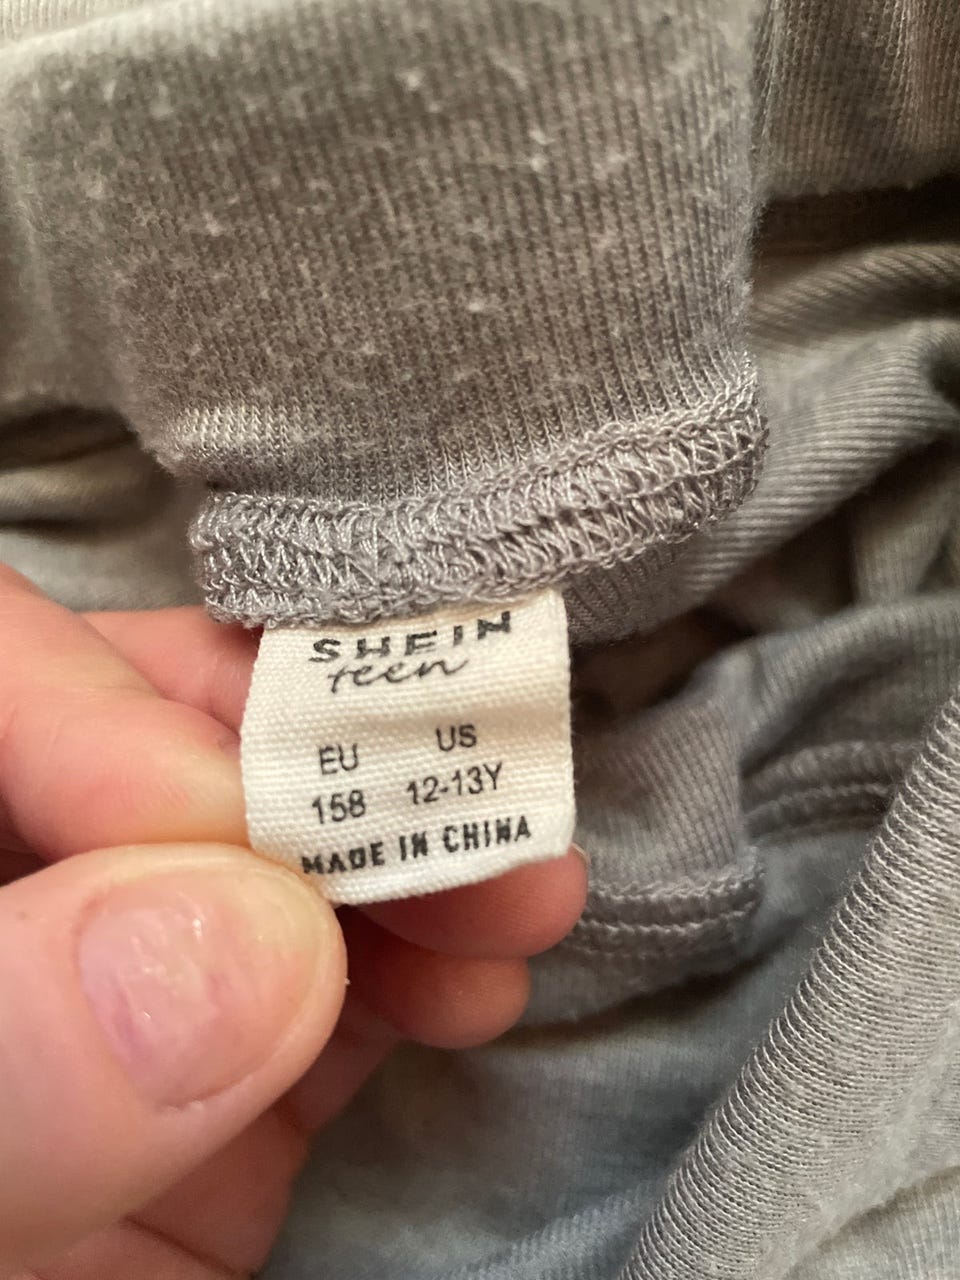 SHEIN
teen
EU US
158 12-13Y
MADE IN CHINA